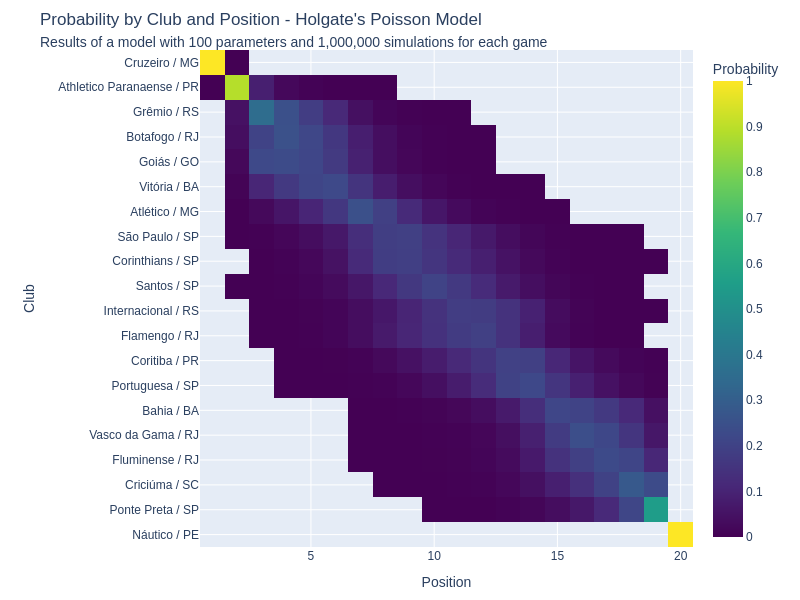 Probability by Club and Position - Holgate's Poisson Model
Results of a model with 100 parameters and 1,000,000 simulations for each game
Probability
Club
Cruzeiro / MG
Athletico Paranaense / PR
Grêmio / RS
Botafogo / RJ
Goiás / GO
Vitória / BA
Atlético / MG
São Paulo / SP
Corinthians / SP
Santos / SP
Internacional / RS
Flamengo / RJ
Coritiba / PR
Portuguesa / SP
Bahia / BA
Vasco da Gama / RJ
Fluminense / RJ
Criciúma / SC
Ponte Preta / SP
Náutico / PE
1
0.9
0.8
0.7
0.6
0.5
0.4
0.3
0.2
0.1
0
5 10 15 20
Position